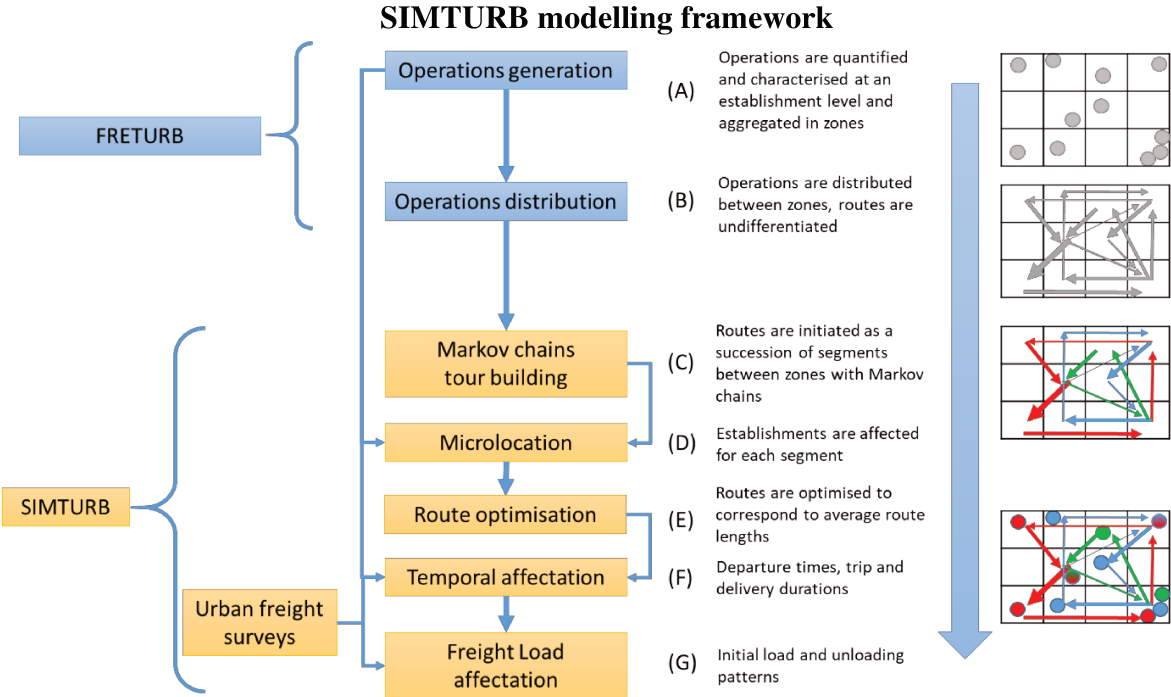 SIMTURB modelling framework
FRETURB
Operations generation
(A)
Operations are quantified
and characterised at an
establishment level and
aggregated in zones
Operations distribution
(B)
Operations are distributed
between zones, routes are
undifferentiated
SIMTURB
Markov chains
tour building
(C)
Routes are initiated as a
succession of segments
between zones with Markov
chains
Microlocation
(D)
Establishments are affected
for each segment
Route optimisation
(E)
Routes are optimised to
correspond to average route
lengths
Temporal affectation
(F)
Departure times, trip and
delivery durations
Urban freight
surveys
Freight Load
affectation
(G)
Initial load and unloading
patterns